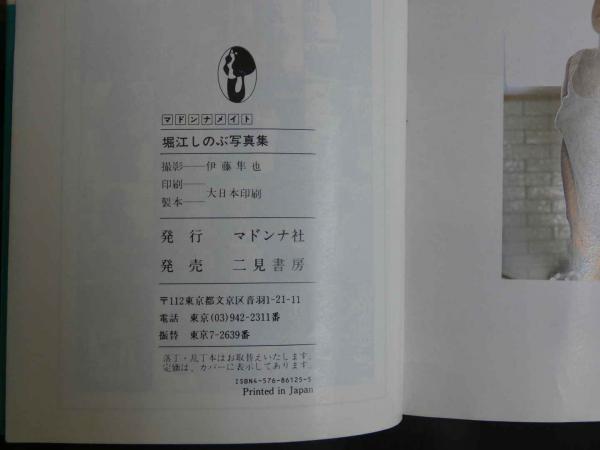 マドンナメイト
堀江しのぶ写真集
撮影――伊藤隼也
印刷――
大日本印刷
製本――
発行 マドンナ社
発売 二見書房
〒112東京都文京区音羽1-21-11
電話 東京(03)942-2311番
振替 東京7-2639番
落丁・乱丁本はお取替えいたします。
定価は、カバーに表示してあります。
ISBN4-576-86125-5
Printed in Japan